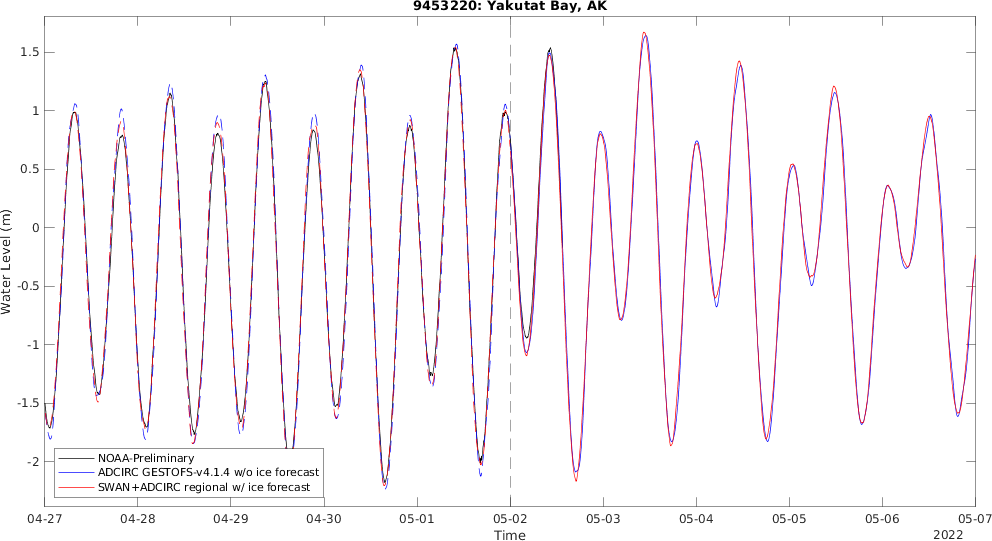 9453220: Yakutat Bay, AK
Water Level (m)
1.5
1
0.5
0
-0.5
-1
-1.5
-2
NOAA-Preliminary
ADCIRC GESTOFS-v4.1.4 w/o ice forecast
SWAN+ADCIRC regional w/ ice forecast
04-27 04-28 04-29 04-30 05-01 05-02 05-03 05-04 05-05 05-06 05-07
Time
2022